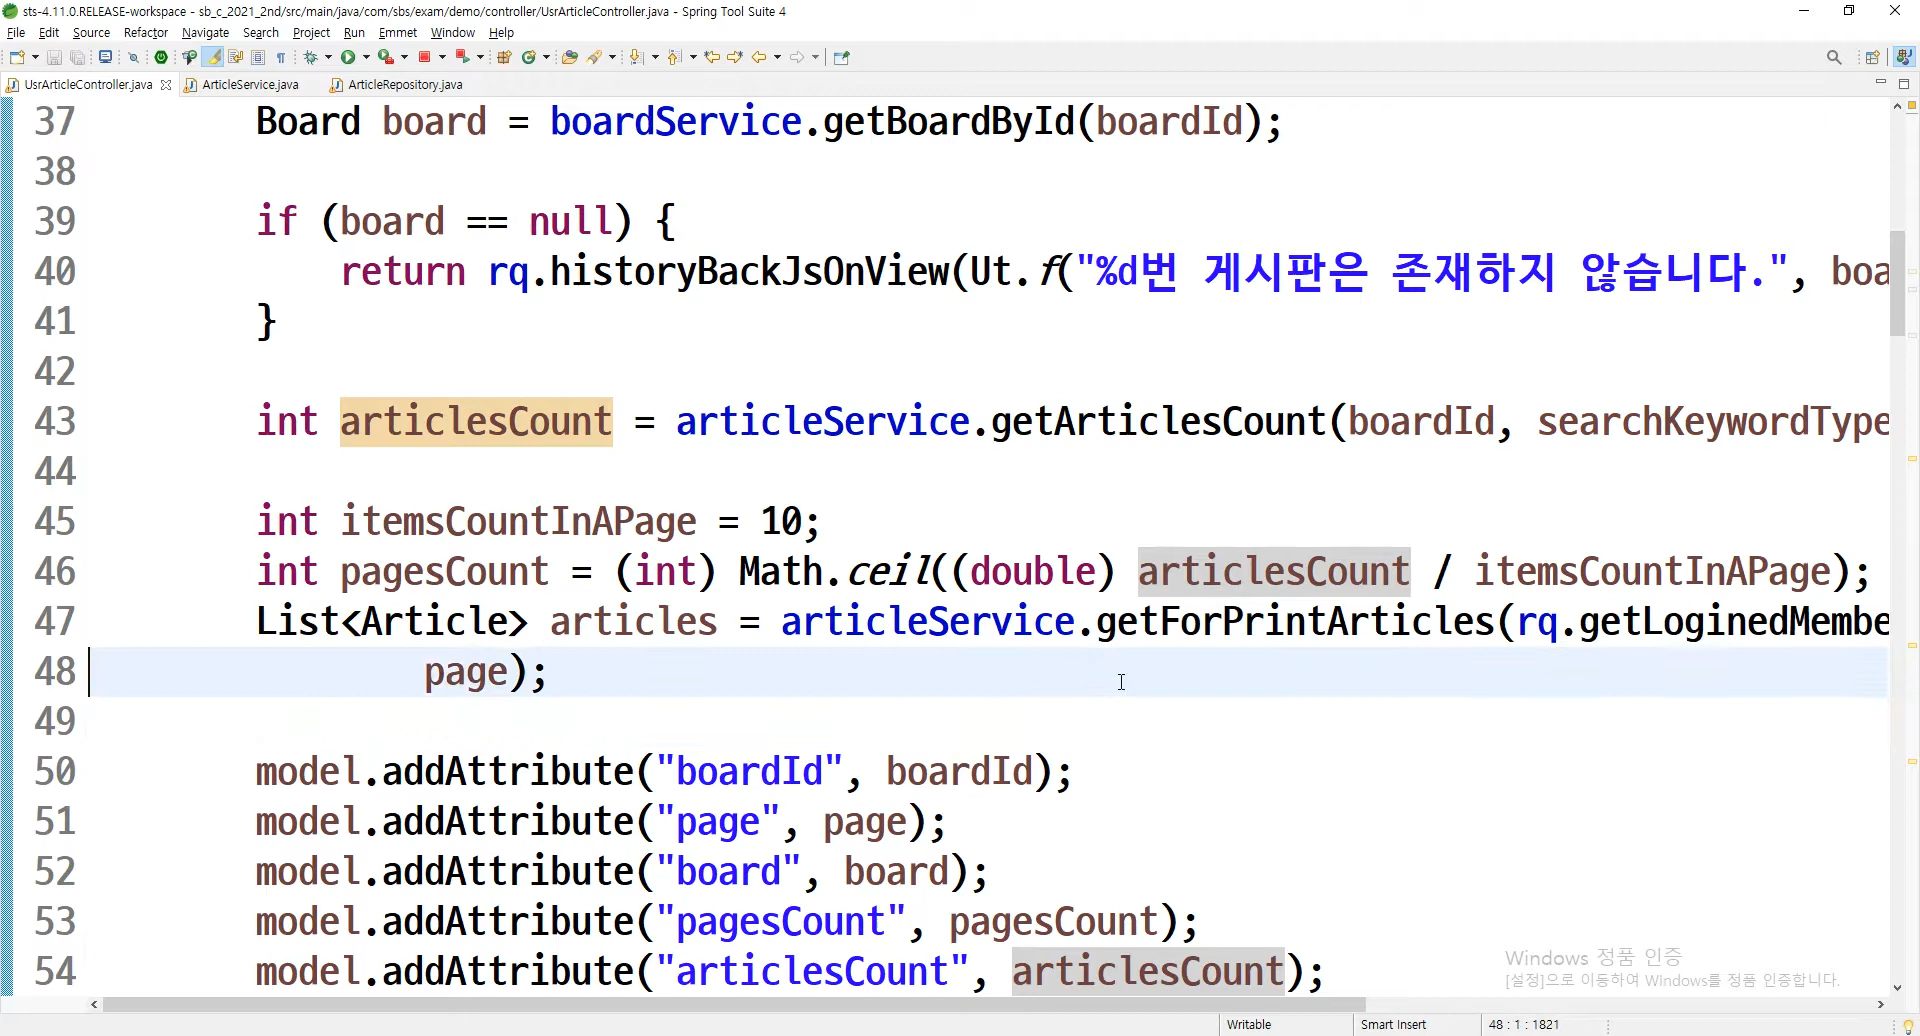 sts-4.11.0.RELEASE-workspace - sb_c_2021_2nd/src/main/java/com/sbs/exam/demo/controller/UsrArticleController.java - Spring Tool Suite 4
File Edit Source Refactor Navigate Search Project Run Emmet Window Help
UsrArticleController.java ArticleService.java ArticleRepository.java
37 Board board = boardService.getBoardById(boardId);
38
39 if (board == null) {
40 return rq.historyBackJsOnView(Ut.f("%d번 게시판은 존재하지 않습니다.", boa
41 }
42
43 int articlesCount = articleService.getArticlesCount(boardId, searchKeywordType
44
45 int itemsCountInAPage = 10;
46 int pagesCount = (int) Math.ceil((double) articlesCount / itemsCountInAPage);
47 List<Article> articles = articleService.getForPrintArticles(rq.getLoginedMembe
48 page);
49
50 model.addAttribute("boardId", boardId);
51 model.addAttribute("page", page);
52 model.addAttribute("board", board);
53 model.addAttribute("pagesCount", pagesCount);
54 model.addAttribute("articlesCount", articlesCount);
Windows 정품 인증
[설정]으로 이동하여 Windows를 정품 인증합니다.
Writable Smart Insert 48 : 1 : 1821